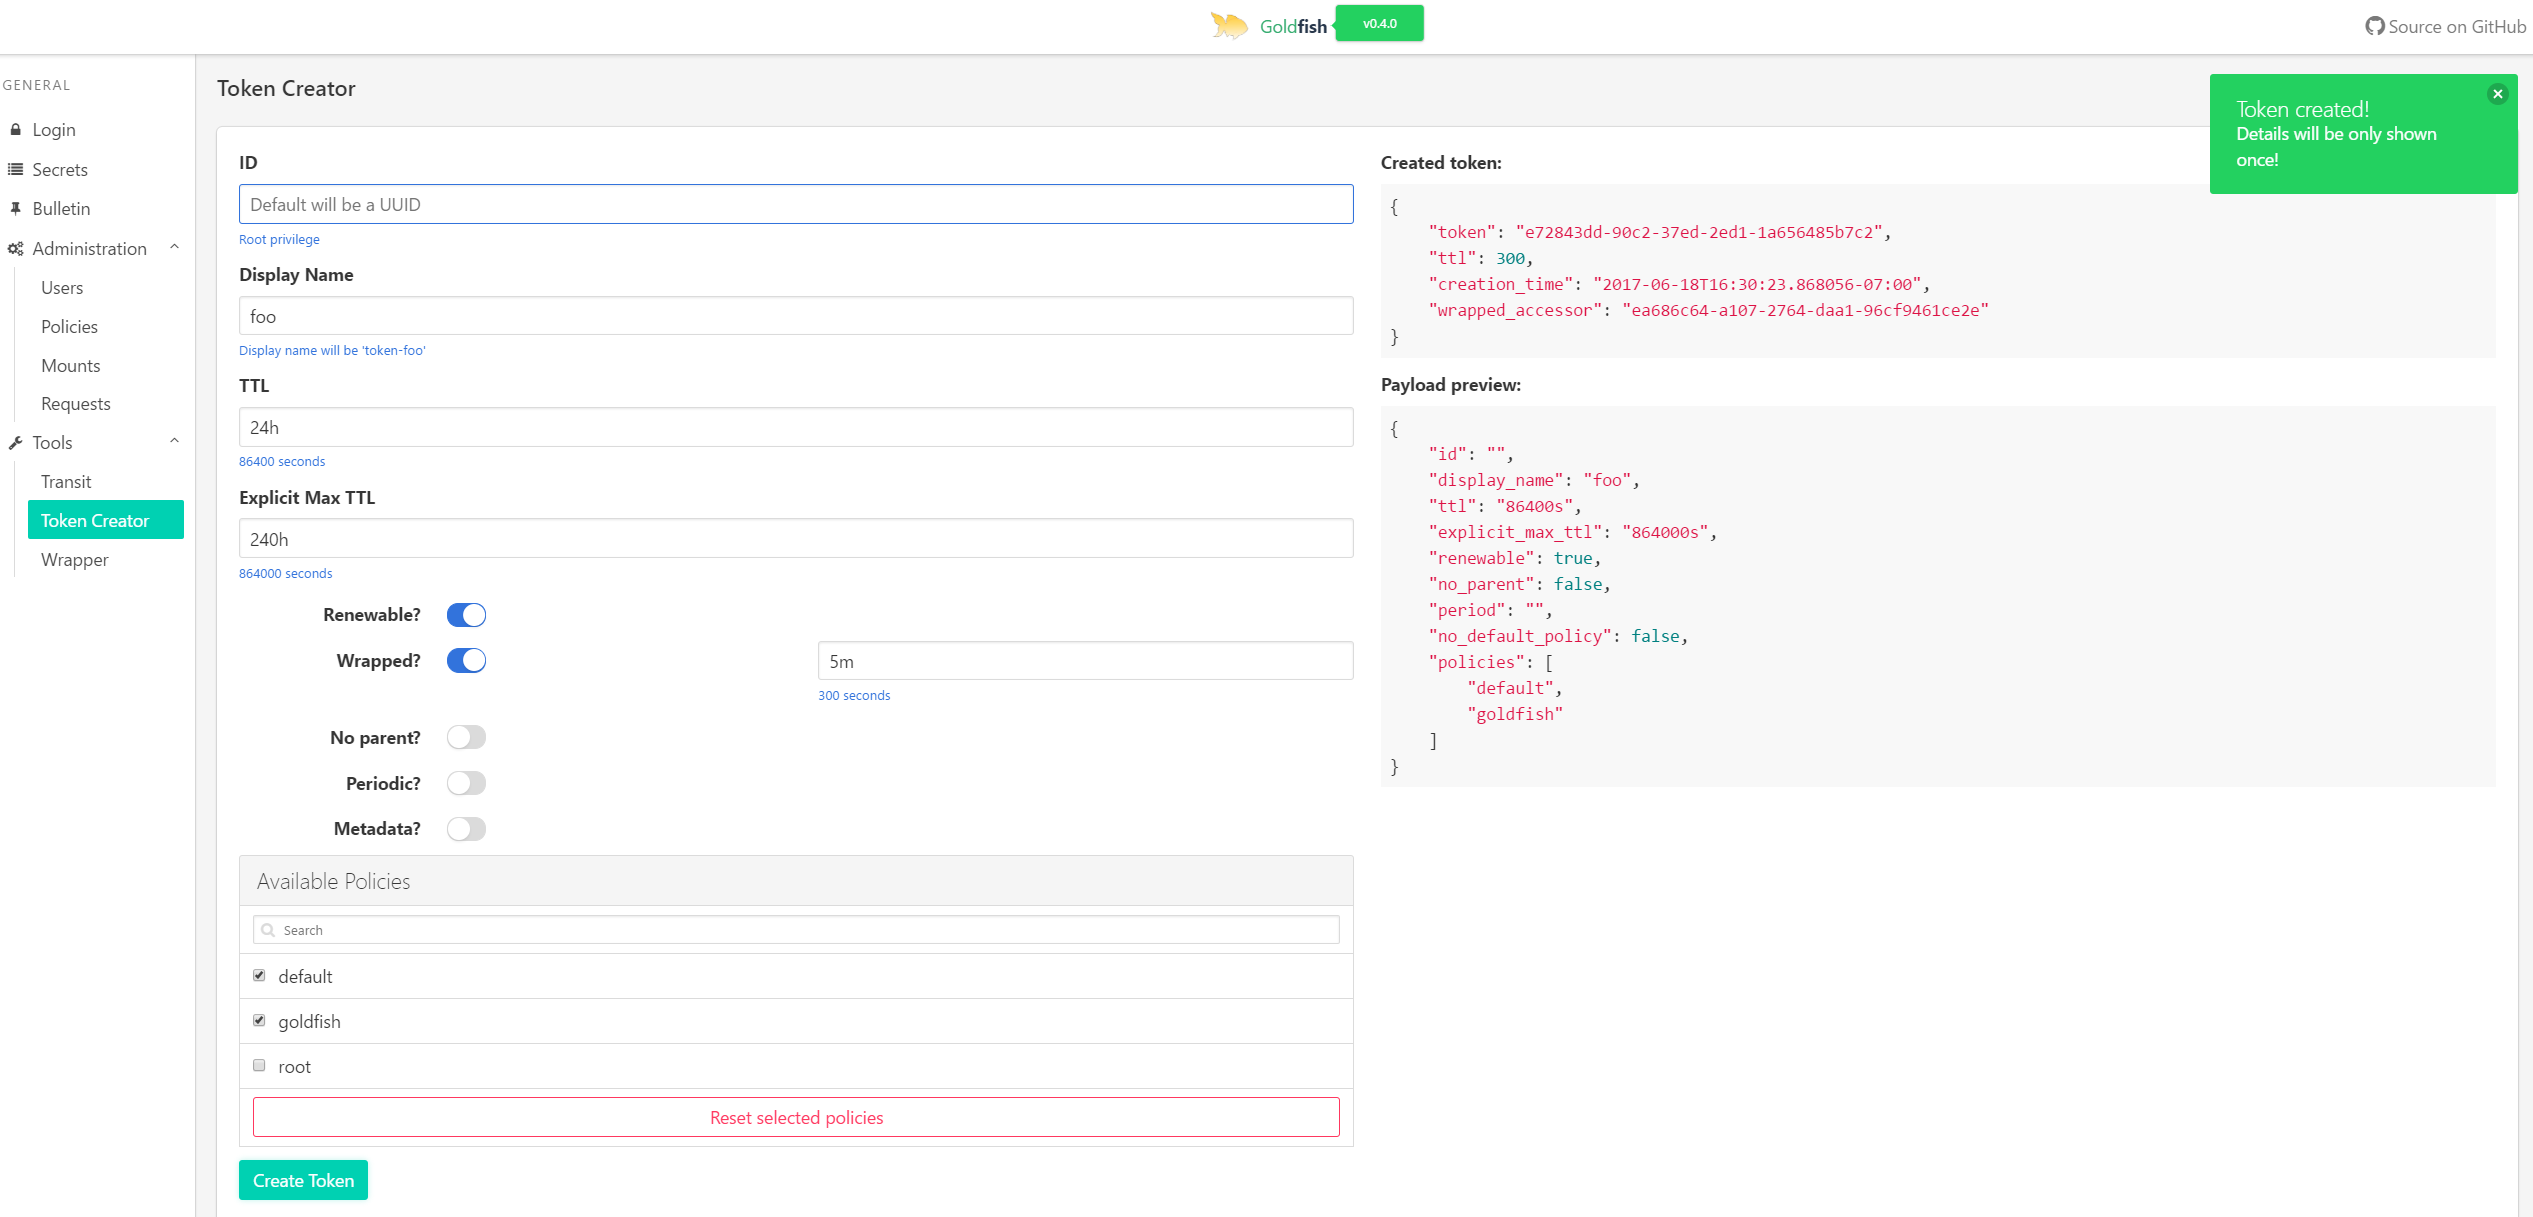 Goldfish
v0.4.0
Source on GitHub
GENERAL
Login
Secrets
Bulletin
Administration
Users
Policies
Mounts
Requests
Tools
Transit
Token Creator
Wrapper
Token Creator
Token created!
Details will be only shown
once!
ID
Default will be a UUID
Root privilege
Display Name
foo
Display name will be 'token-foo'
TTL
24h
86400 seconds
Explicit Max TTL
240h
864000 seconds
Renewable?
Wrapped?
5m
300 seconds
No parent?
Periodic?
Metadata?
Available Policies
Search
default
goldfish
root
Reset selected policies
Create Token
Created token:
{
"token": "e72843dd-90c2-37ed-2ed1-1a656485b7c2",
"ttl": 300,
"creation_time": "2017-06-18T16:30:23.868056-07:00",
"wrapped_accessor": "ea686c64-a107-2764-daa1-96cf9461ce2e"
}
Payload preview:
{
"id": "",
"display_name": "foo",
"ttl": "86400s",
"explicit_max_ttl": "864000s",
"renewable": true,
"no_parent": false,
"period": "",
"no_default_policy": false,
"policies": [
"default",
"goldfish"
]
}